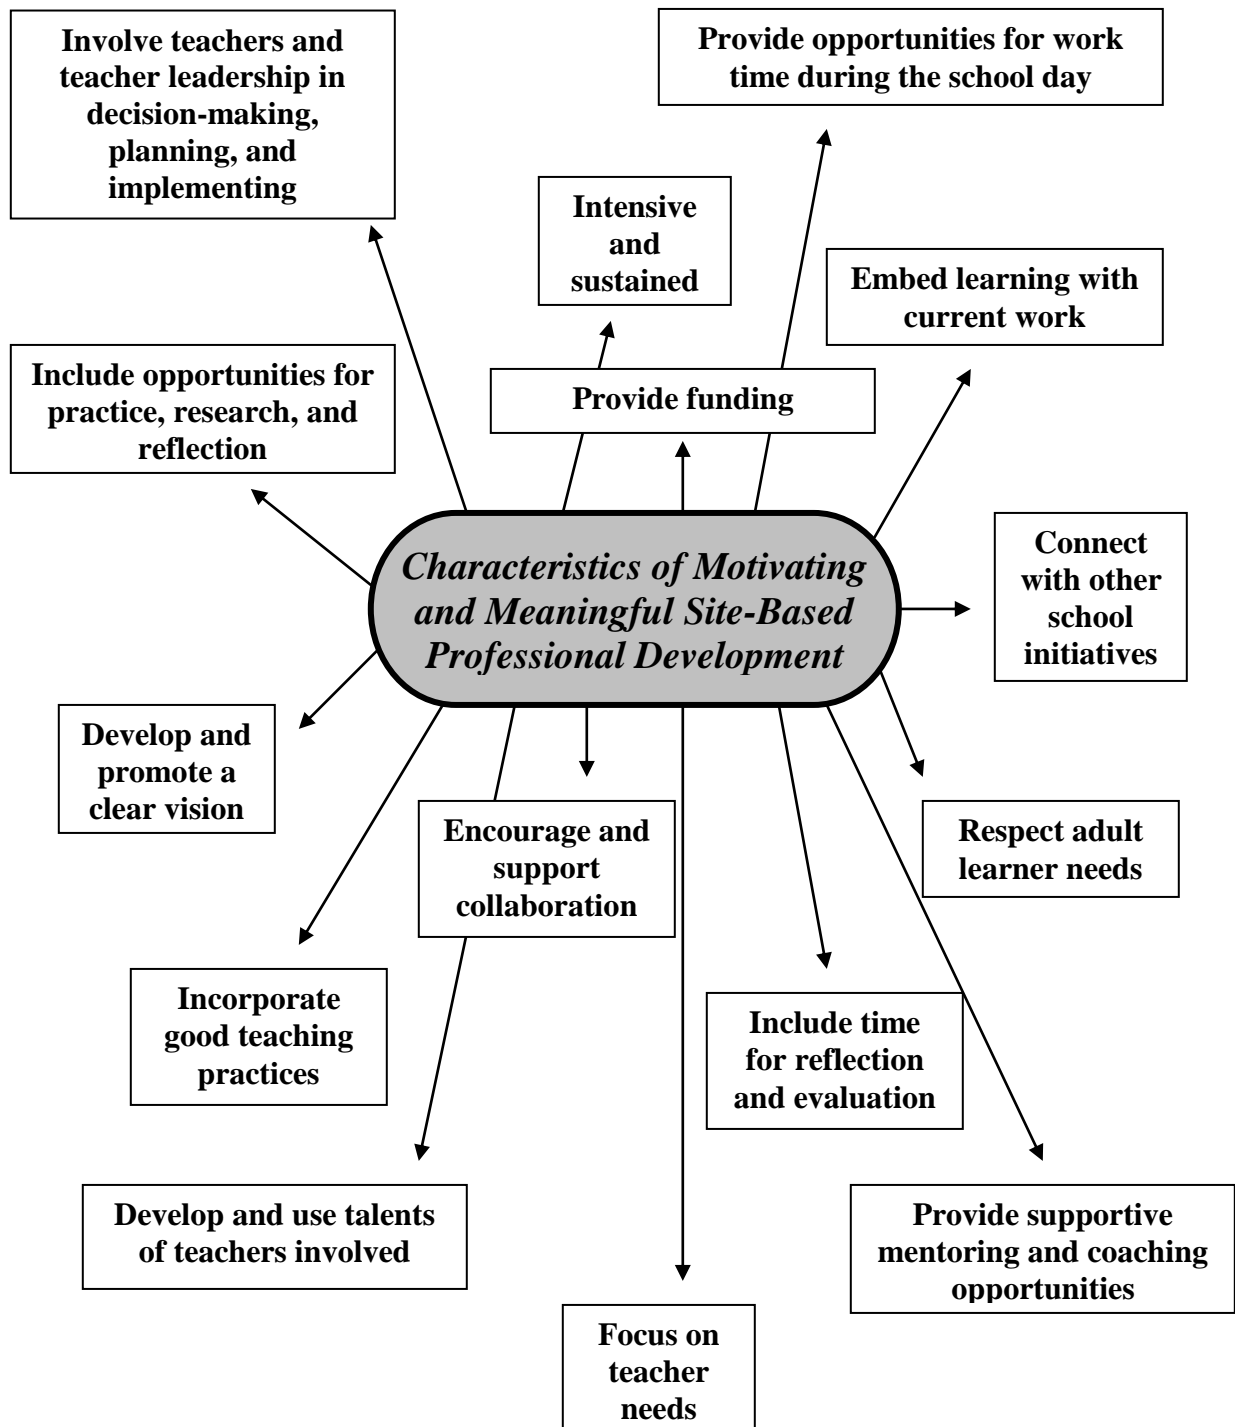 Involve teachers and
teacher leadership in
decision-making,
planning, and
implementing
Provide opportunities for work
time during the school day
Intensive
and
sustained
Embed learning with
current work
Include opportunities for
practice, research, and
reflection
Provide funding
Characteristics of Motivating
and Meaningful Site-Based
Professional Development
Connect
with other
school
initiatives
Develop and
promote a
clear vision
Encourage and
support
collaboration
Respect adult
learner needs
Incorporate
good teaching
practices
Include time
for reflection
and evaluation
Develop and use talents
of teachers involved
Provide supportive
mentoring and coaching
opportunities
Focus on
teacher
needs